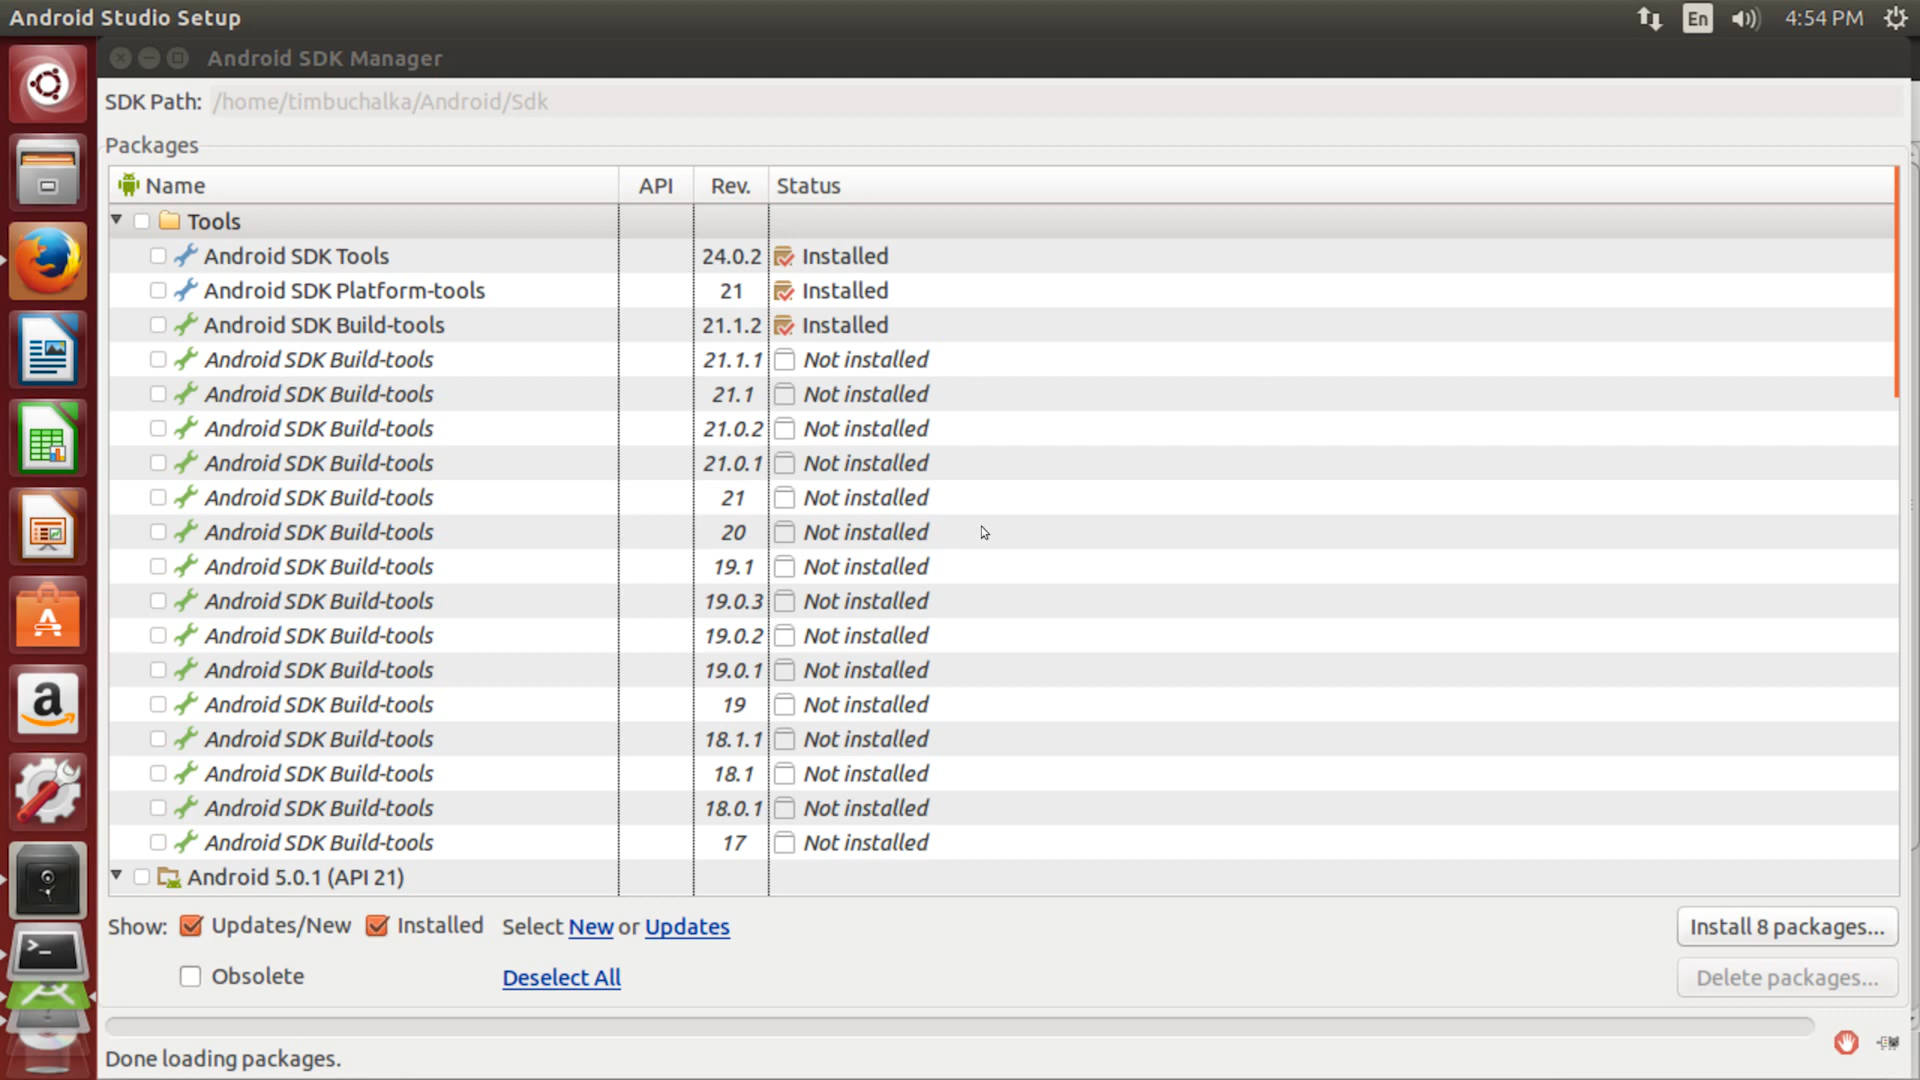 Android Studio Setup
En
4:54 PM
Android SDK Manager
SDK Path: /home/timbuchalka/Android/Sdk
Packages
Name API Rev. Status
Tools
Android SDK Tools 24.0.2 Installed
Android SDK Platform-tools 21 Installed
Android SDK Build-tools 21.1.2 Installed
Android SDK Build-tools 21.1.1 Not installed
Android SDK Build-tools 21.1 Not installed
Android SDK Build-tools 21.0.2 Not installed
Android SDK Build-tools 21.0.1 Not installed
Android SDK Build-tools 21 Not installed
Android SDK Build-tools 20 Not installed
Android SDK Build-tools 19.1 Not installed
Android SDK Build-tools 19.0.3 Not installed
Android SDK Build-tools 19.0.2 Not installed
Android SDK Build-tools 19.0.1 Not installed
Android SDK Build-tools 19 Not installed
Android SDK Build-tools 18.1.1 Not installed
Android SDK Build-tools 18.1 Not installed
Android SDK Build-tools 18.0.1 Not installed
Android SDK Build-tools 17 Not installed
Android 5.0.1 (API 21)
Show: Updates/New Installed Select New or Updates Install 8 packages...
Obsolete Deselect All Delete packages...
Done loading packages.